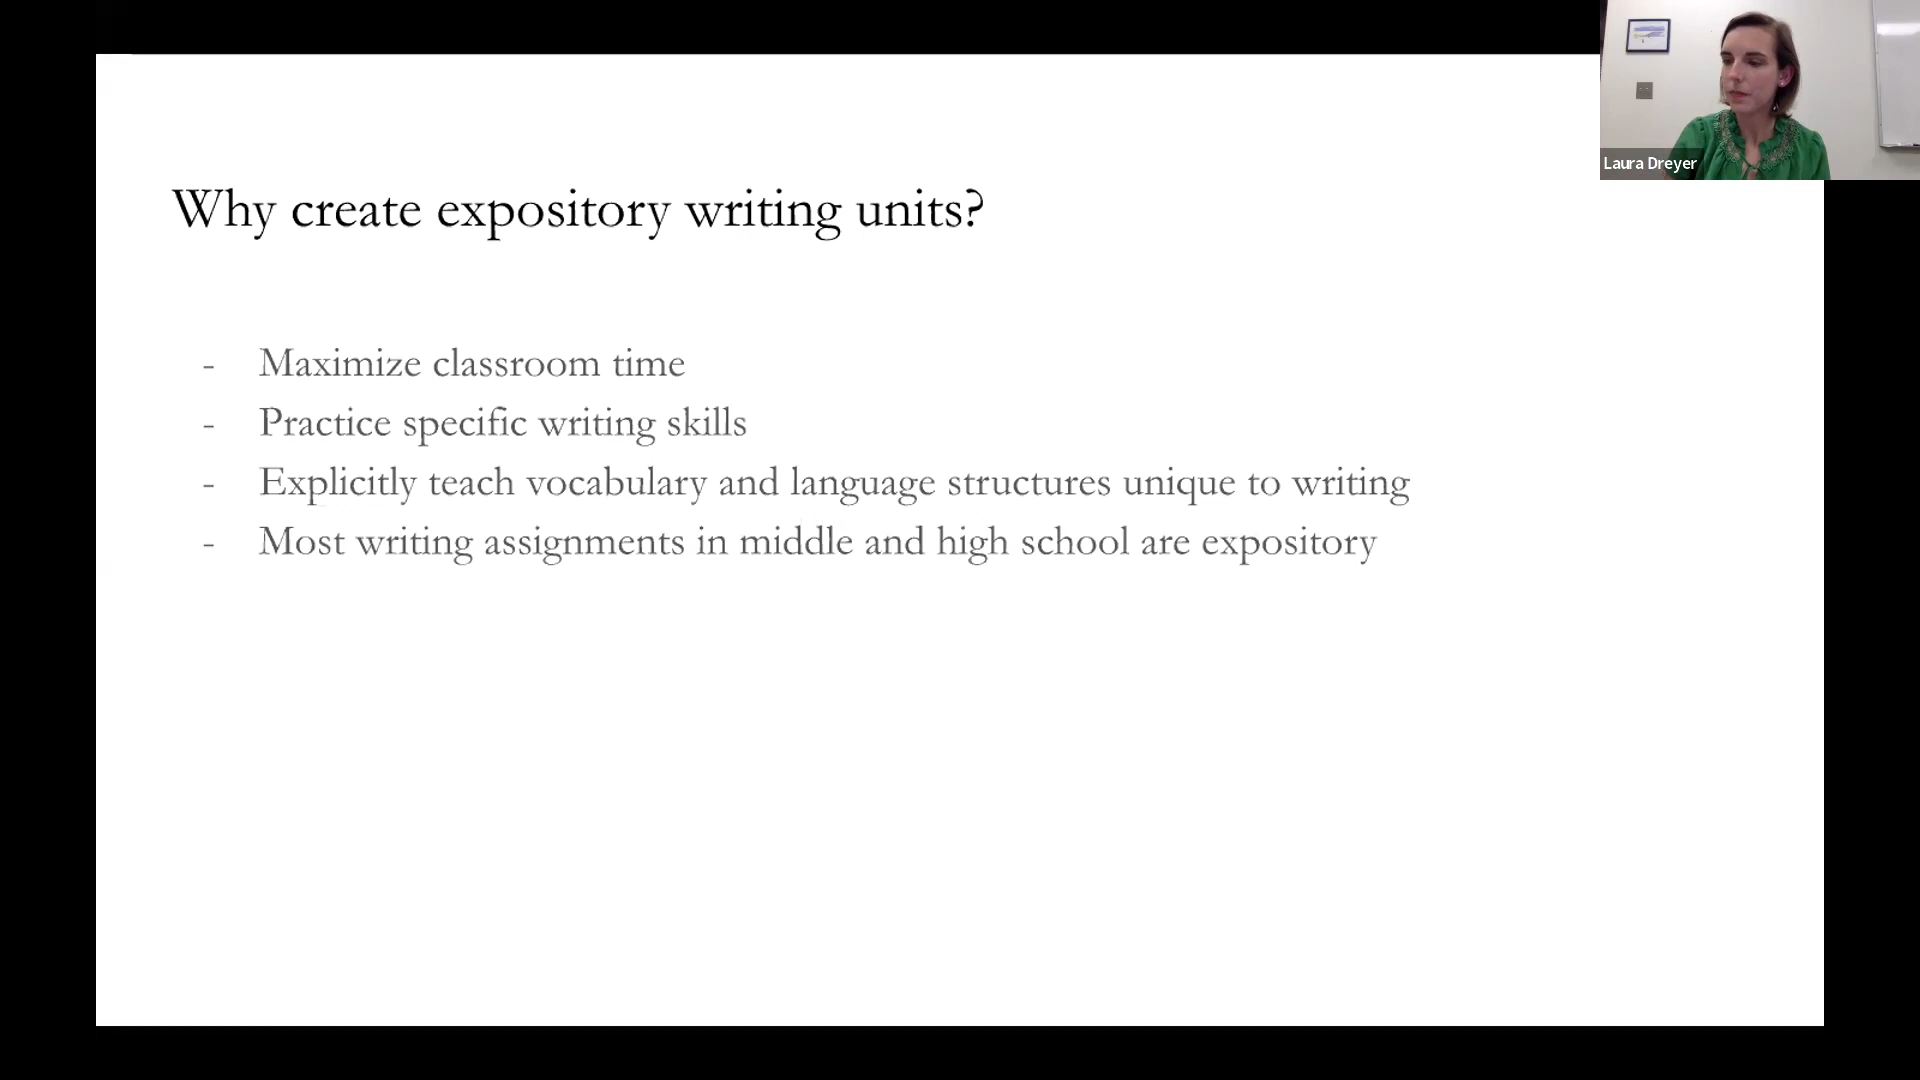 Laura Dreyer
Why create expository writing units?
- Maximize classroom time
- Practice specific writing skills
- Explicitly teach vocabulary and language structures unique to writing
- Most writing assignments in middle and high school are expository